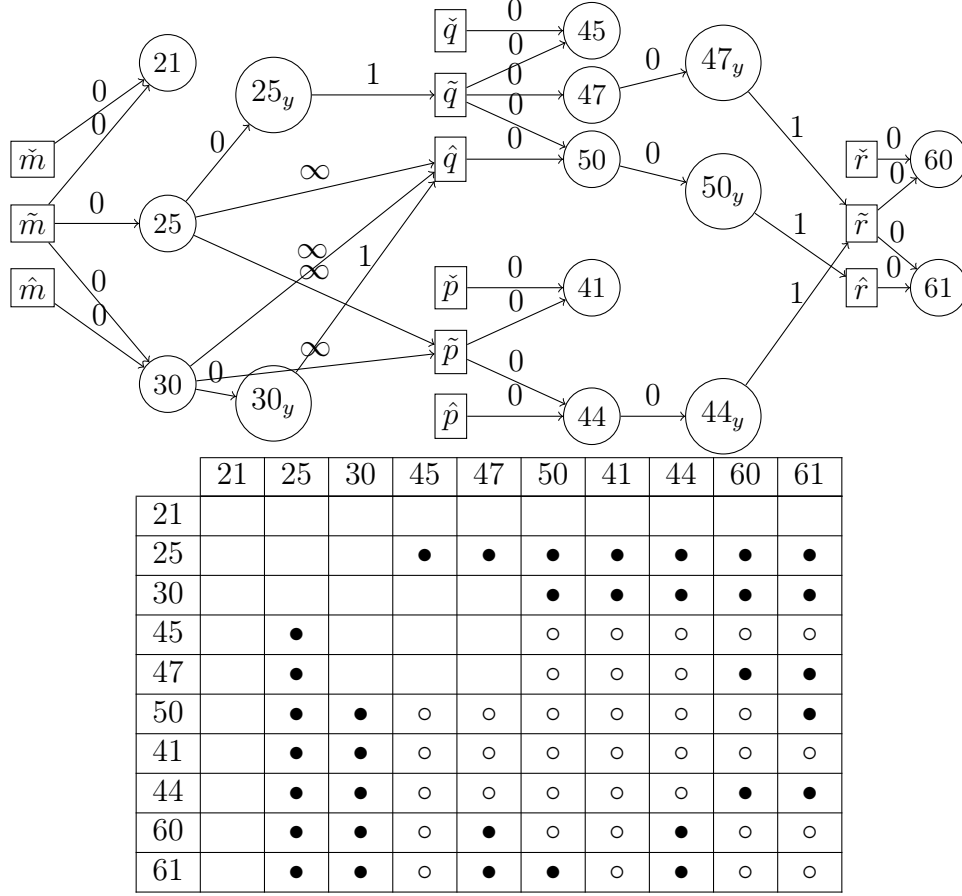 q̌ 0 45
21 0 47_y
25_y 1 q̃ 0 47 0
0 0
0 m̌ 0 ∞ q̂ 0 50 0 50_y 1 ř 0 60
m̃ 0 25 r̃ 0
∞ 1 1 0
m̂ 0 ∞ p̌ 0 41 r̂ 0 61
0 0 1
∞ p̃
30 0 30_y 0
p̂ 0 44 0 44_y
21 25 30 45 47 50 41 44 60 61
21
25 ● ● ● ● ● ● ●
30 ● ● ● ● ●
45 ● ○ ○ ○ ○ ○
47 ● ○ ○ ○ ● ●
50 ● ● ○ ○ ○ ○ ○ ○ ●
41 ● ● ○ ○ ○ ○ ○ ○ ○
44 ● ● ○ ○ ○ ○ ○ ● ●
60 ● ● ○ ● ○ ○ ● ○ ○
61 ● ● ○ ● ● ○ ● ○ ○